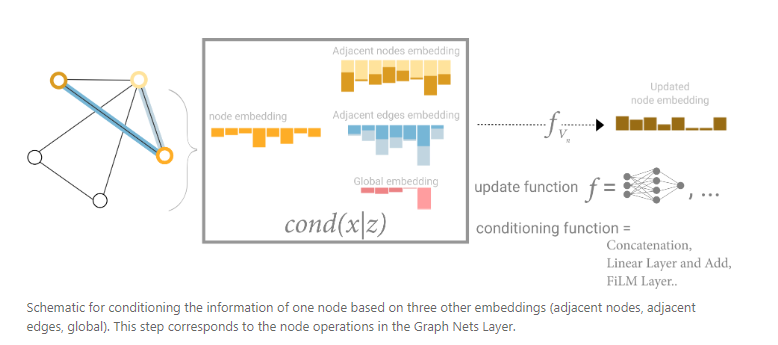 Adjacent nodes embedding
node embedding
Adjacent edges embedding
Global embedding
cond(x|z)
f Vn
Updated
node embedding
update function f = , ...
conditioning function =
Concatenation,
Linear Layer and Add,
FiLM Layer..
Schematic for conditioning the information of one node based on three other embeddings (adjacent nodes, adjacent
edges, global). This step corresponds to the node operations in the Graph Nets Layer.